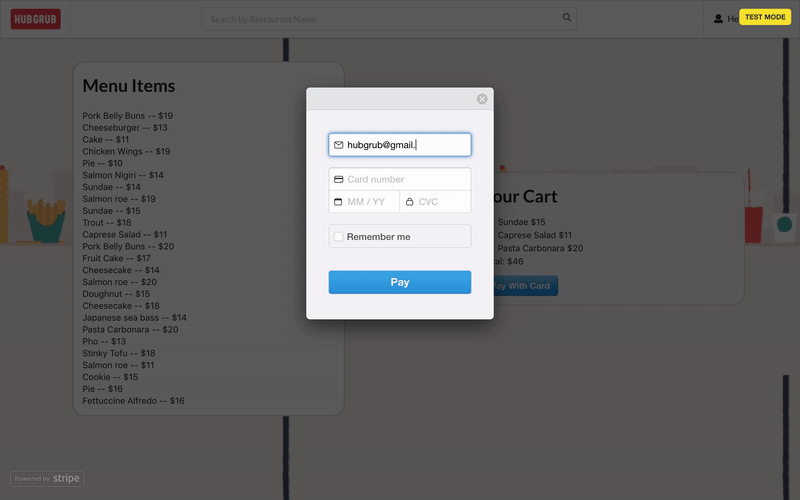 HUBGRUB
Search by Restaurant Name
He
TEST MODE
Menu Items
Pork Belly Buns -- $19
Cheeseburger -- $13
Cake -- $11
Chicken Wings -- $19
Pie -- $10
Salmon Nigiri -- $14
Sundae -- $14
Salmon roe -- $19
Sundae -- $15
Trout -- $18
Caprese Salad -- $11
Pork Belly Buns -- $20
Fruit Cake -- $17
Cheesecake -- $14
Salmon roe -- $20
Doughnut -- $15
Cheesecake -- $18
Japanese sea bass -- $14
Pasta Carbonara -- $20
Pho -- $13
Stinky Tofu -- $18
Salmon roe -- $11
Cookie -- $15
Pie -- $16
Fettuccine Alfredo -- $16
hubgrub@gmail.
Card number
MM / YY
CVC
Remember me
Pay
our Cart
Sundae $15
Caprese Salad $11
Pasta Carbonara $20
tal: $46
Pay With Card
Powered by stripe